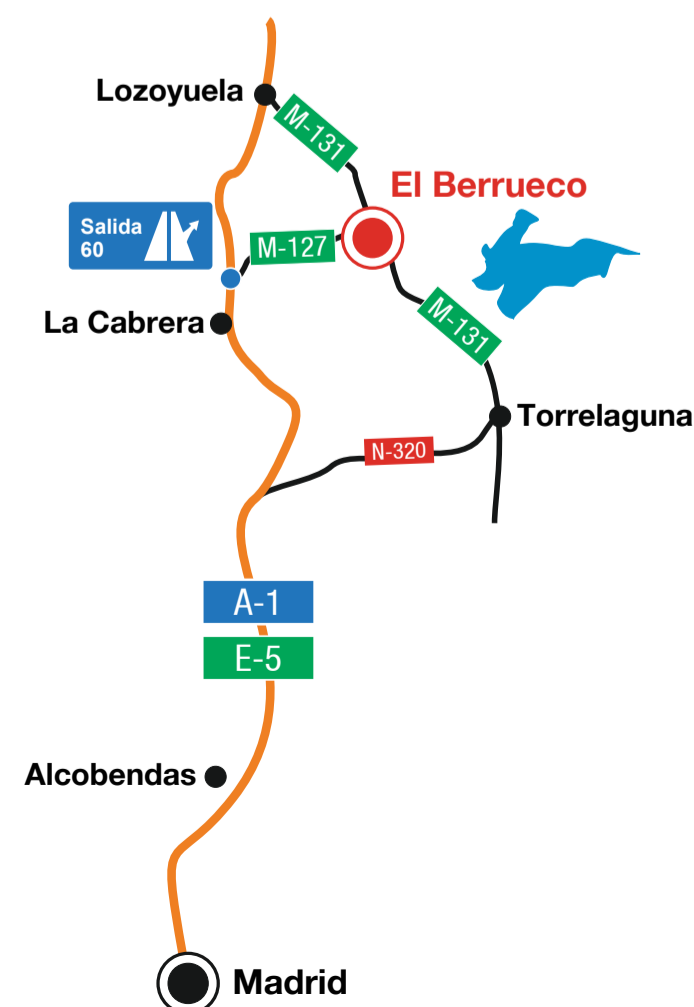 Lozoyuela
M-131
El Berrueco
Salida
60
M-127
La Cabrera
M-131
Torrelaguna
N-320
A-1
E-5
Alcobendas
Madrid